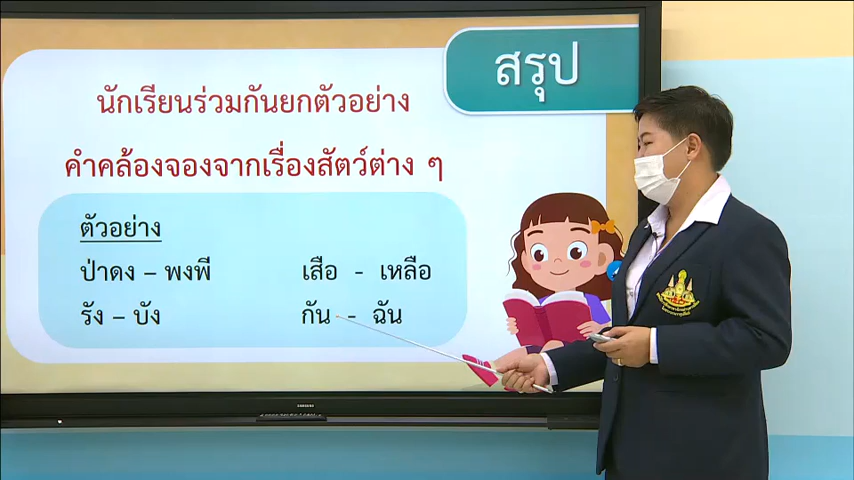 สรุป
นักเรียนร่วมกันยกตัวอย่าง
คำคล้องจองจากเรื่องสัตว์ต่าง ๆ
ตัวอย่าง
ป่าดง – พงพี เสือ - เหลือ
รัง – บัง กัน - ฉัน
SAMSUNG